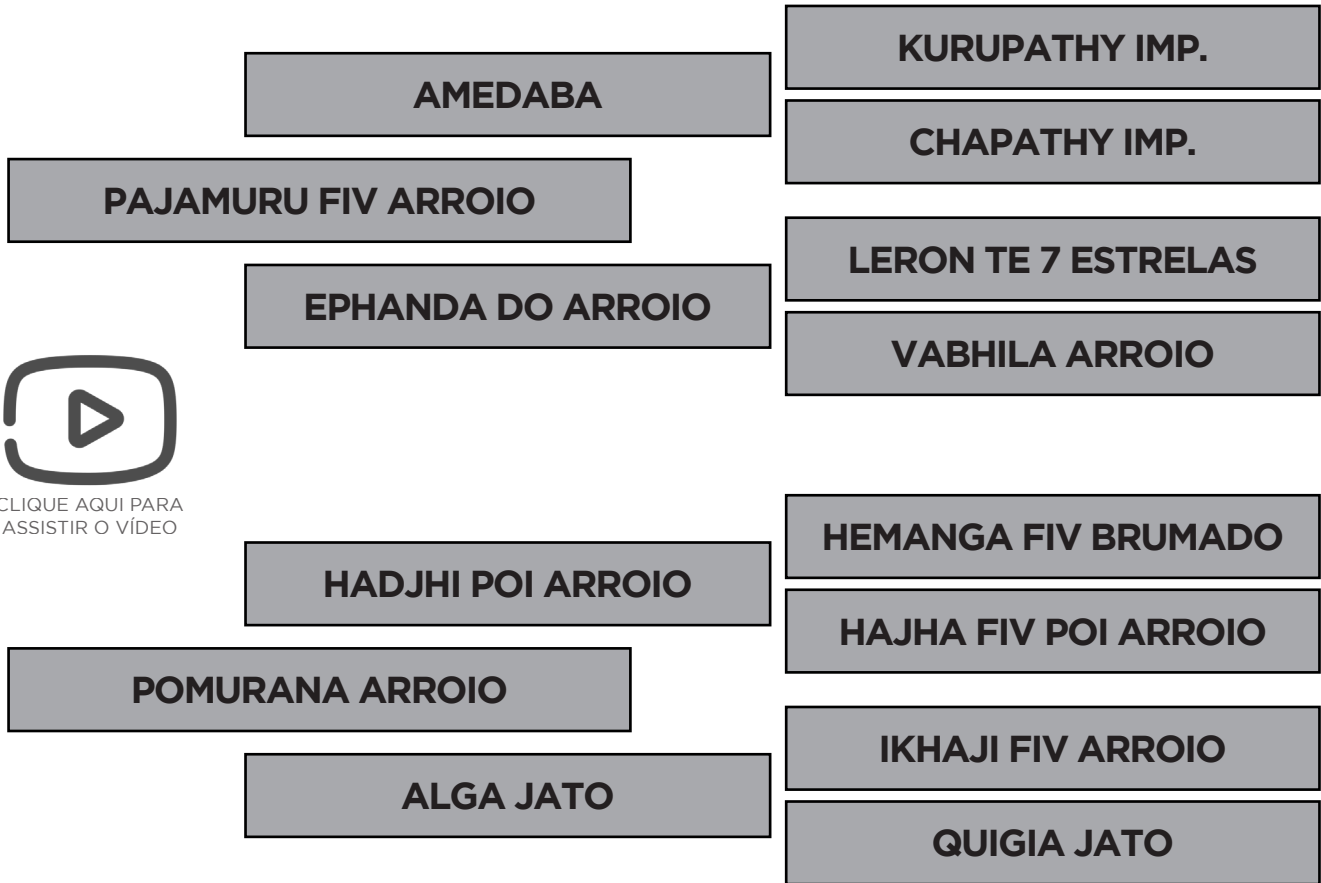 KURUPATHY IMP.
AMEDABA
CHAPATHY IMP.
PAJAMURU FIV ARROIO
LERON TE 7 ESTRELAS
EPHANDA DO ARROIO
VABHILA ARROIO
CLIQUE AQUI PARA
ASSISTIR O VÍDEO
HEMANGA FIV BRUMADO
HADJHI POI ARROIO
HAJHA FIV POI ARROIO
POMURANA ARROIO
IKHAJI FIV ARROIO
ALGA JATO
QUIGIA JATO